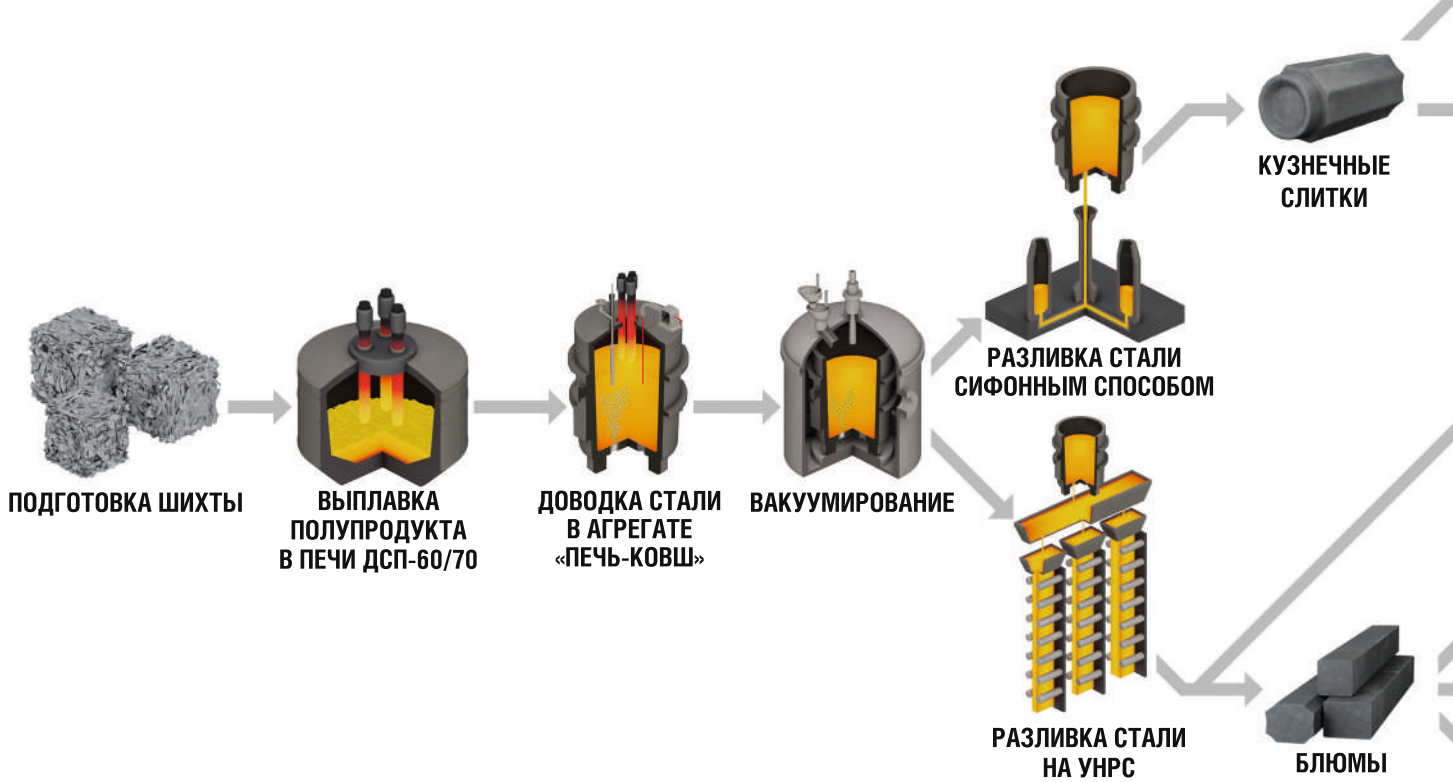 ПОДГОТОВКА ШИХТЫ
ВЫПЛАВКА
ПОЛУПРОДУКТА
В ПЕЧИ ДСП-60/70
ДОВОДКА СТАЛИ
В АГРЕГАТЕ
«ПЕЧЬ-КОВШ»
ВАКУУМИРОВАНИЕ
РАЗЛИВКА СТАЛИ
СИФОННЫМ СПОСОБОМ
КУЗНЕЧНЫЕ
СЛИТКИ
РАЗЛИВКА СТАЛИ
НА УНРС
БЛЮМЫ